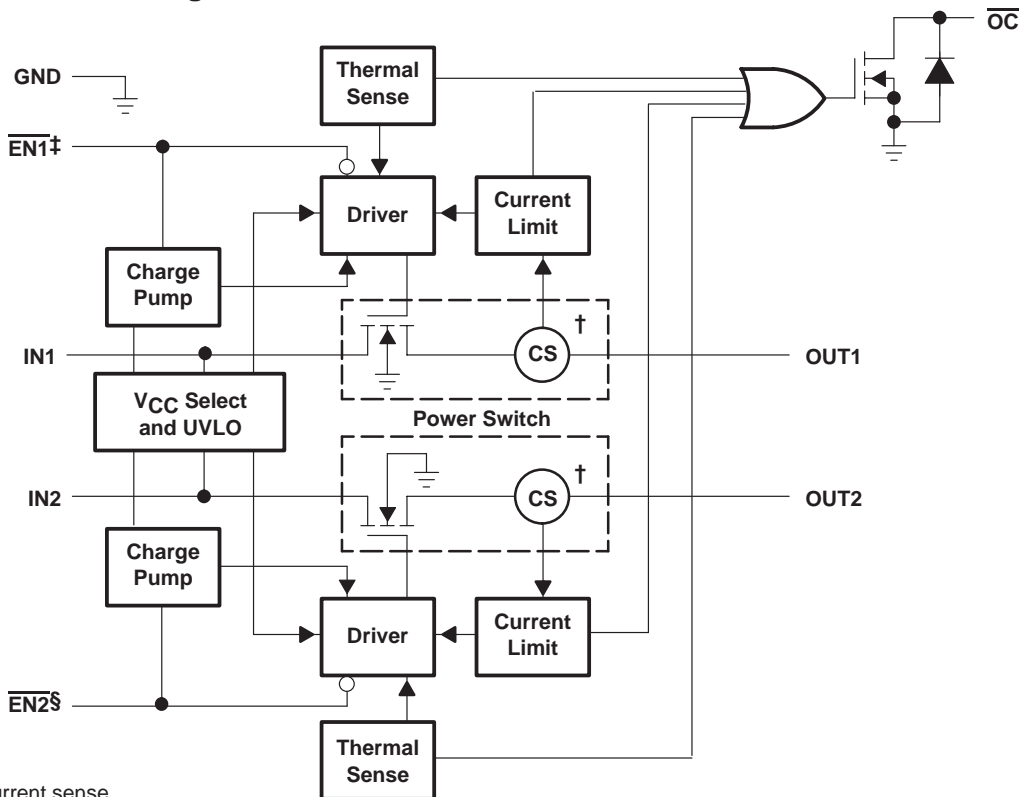 OC
GND
Thermal
Sense
EN1‡
Driver
Current
Limit
Charge
Pump
†
IN1
CS
OUT1
VCC Select
and UVLO
Power Switch
†
IN2
CS
OUT2
Charge
Pump
Driver
Current
Limit
EN2§
Thermal
Sense
sense